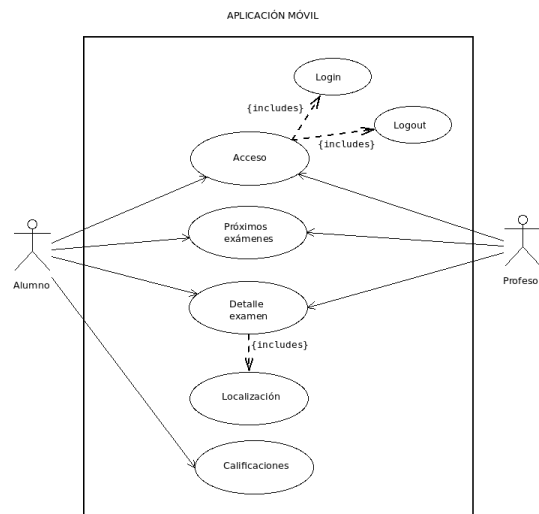 APLICACIÓN MÓVIL
Login
{includes}
Logout
{includes}
Acceso
Próximos
exámenes
Alumno
Profeso
Detalle
examen
{includes}
Localización
Calificaciones